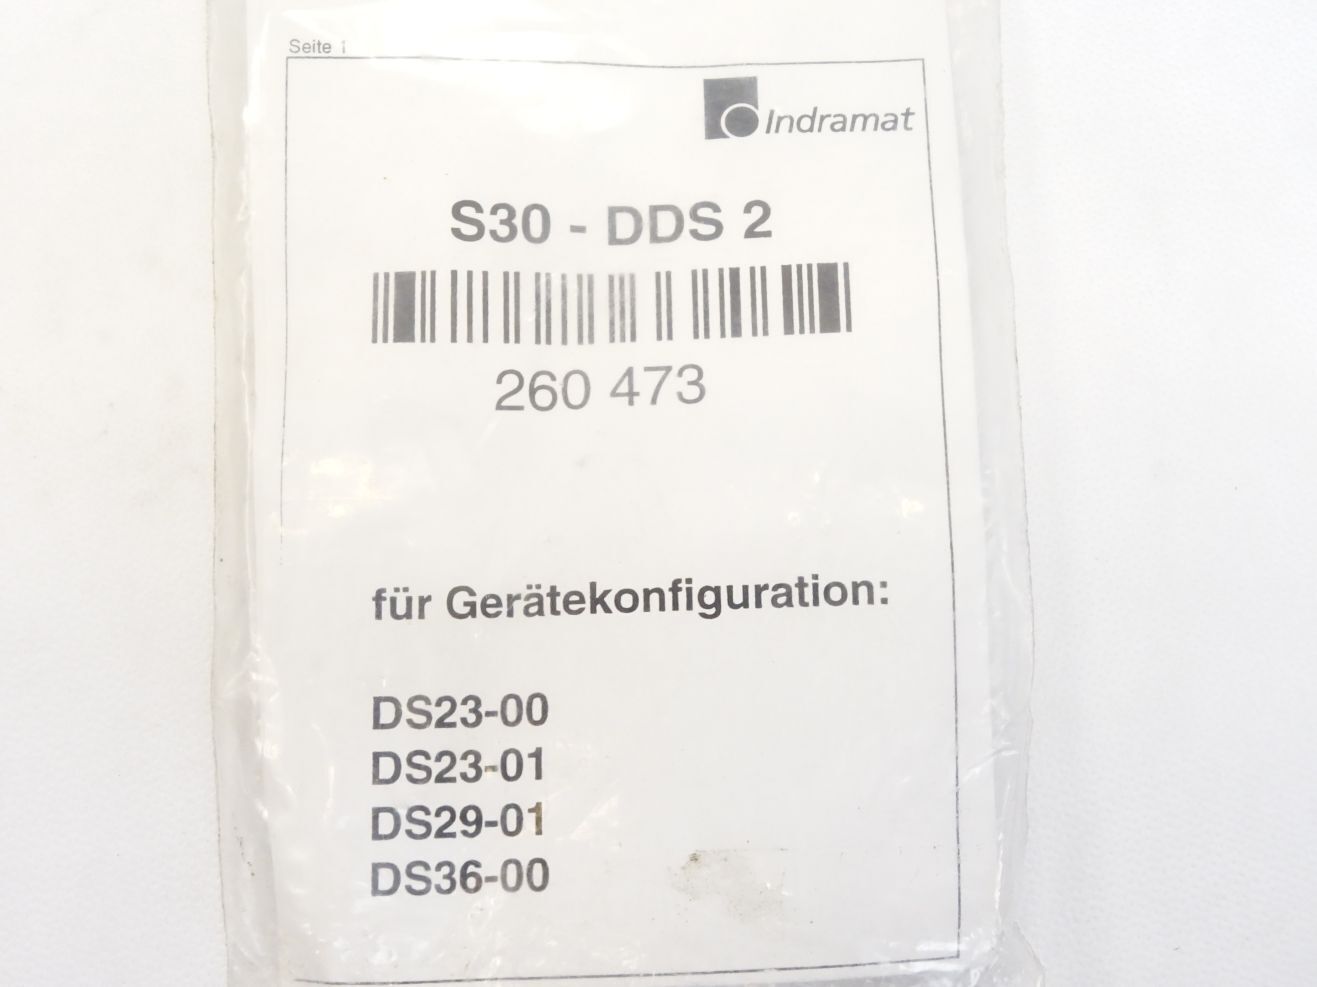 Seite 1
Indramat
S30 - DDS 2
260 473
für Gerätekonfiguration:
DS23-00
DS23-01
DS29-01
DS36-00